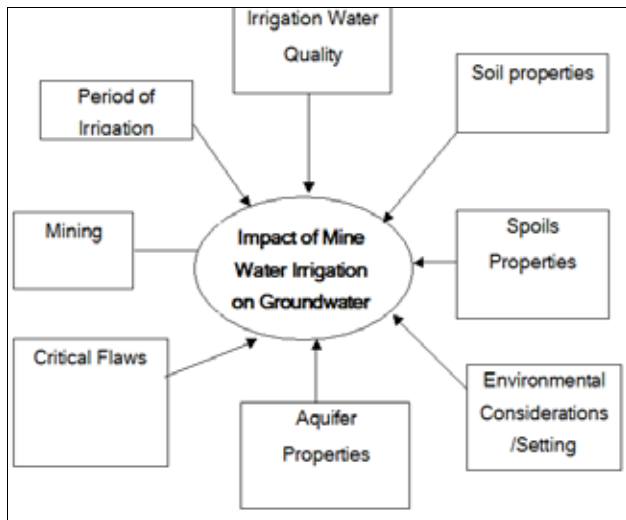 Irrigation Water
Quality
Soil properties
Period of
Irrigation
Mining
Impact of Mine
Water Irrigation
on Groundwater
Spoils
Properties
Critical Flaws
Aquifer
Properties
Environmental
Considerations
/Setting